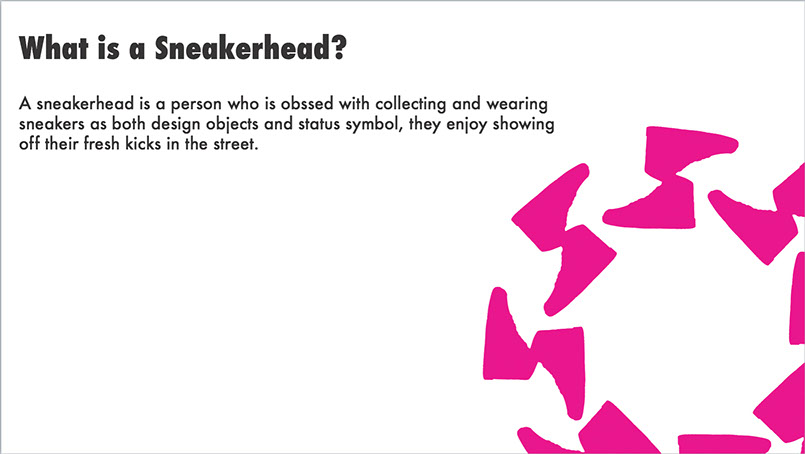 What is a Sneakerhead?
A sneakerhead is a person who is obssed with collecting and wearing
sneakers as both design objects and status symbol, they enjoy showing
off their fresh kicks in the street.